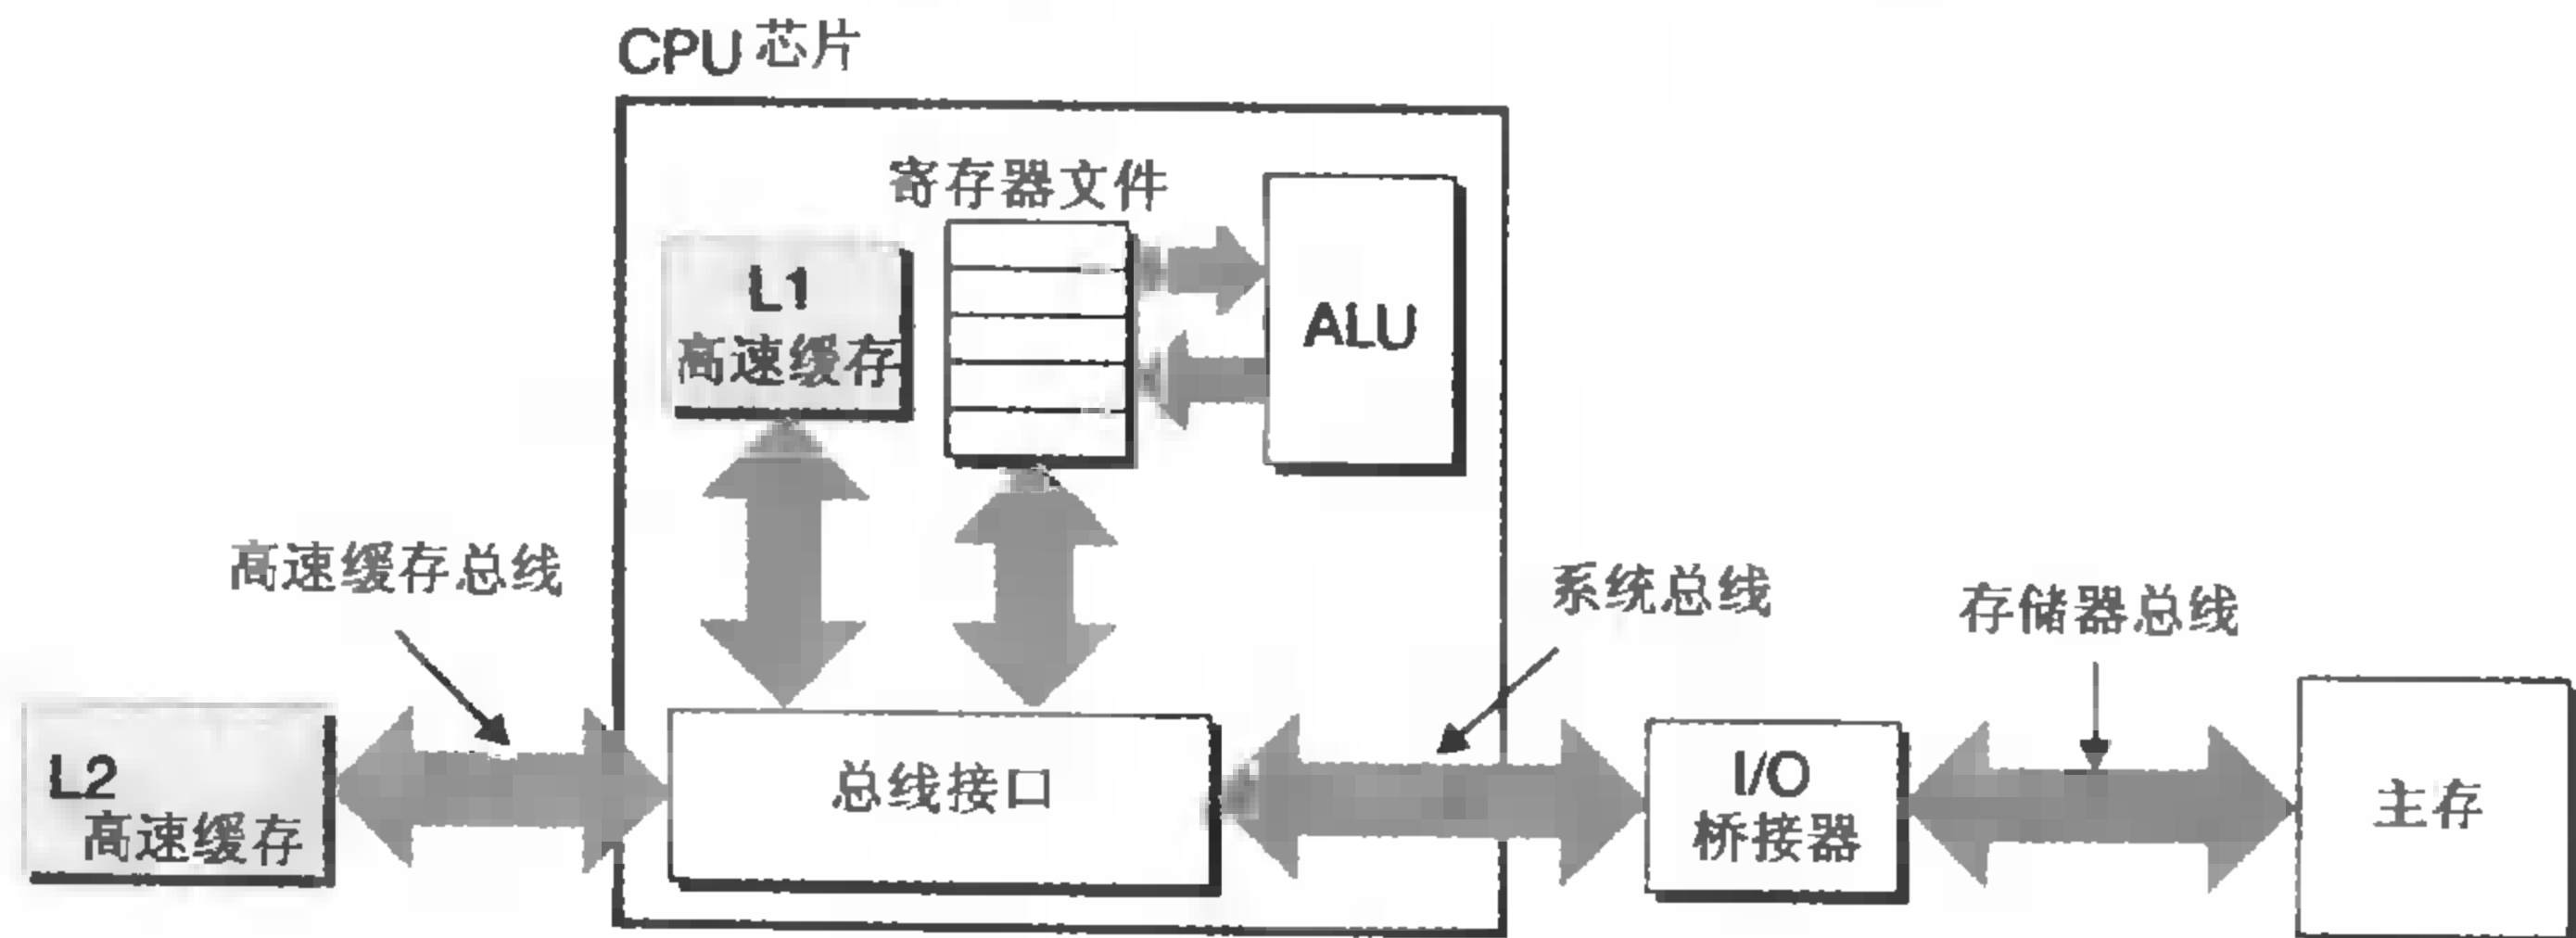 CPU 芯片
寄存器文件
L1
高速缓存
ALU
高速缓存总线
系统总线
存储器总线
L2
高速缓存
总线接口
I/O
桥接器
主存